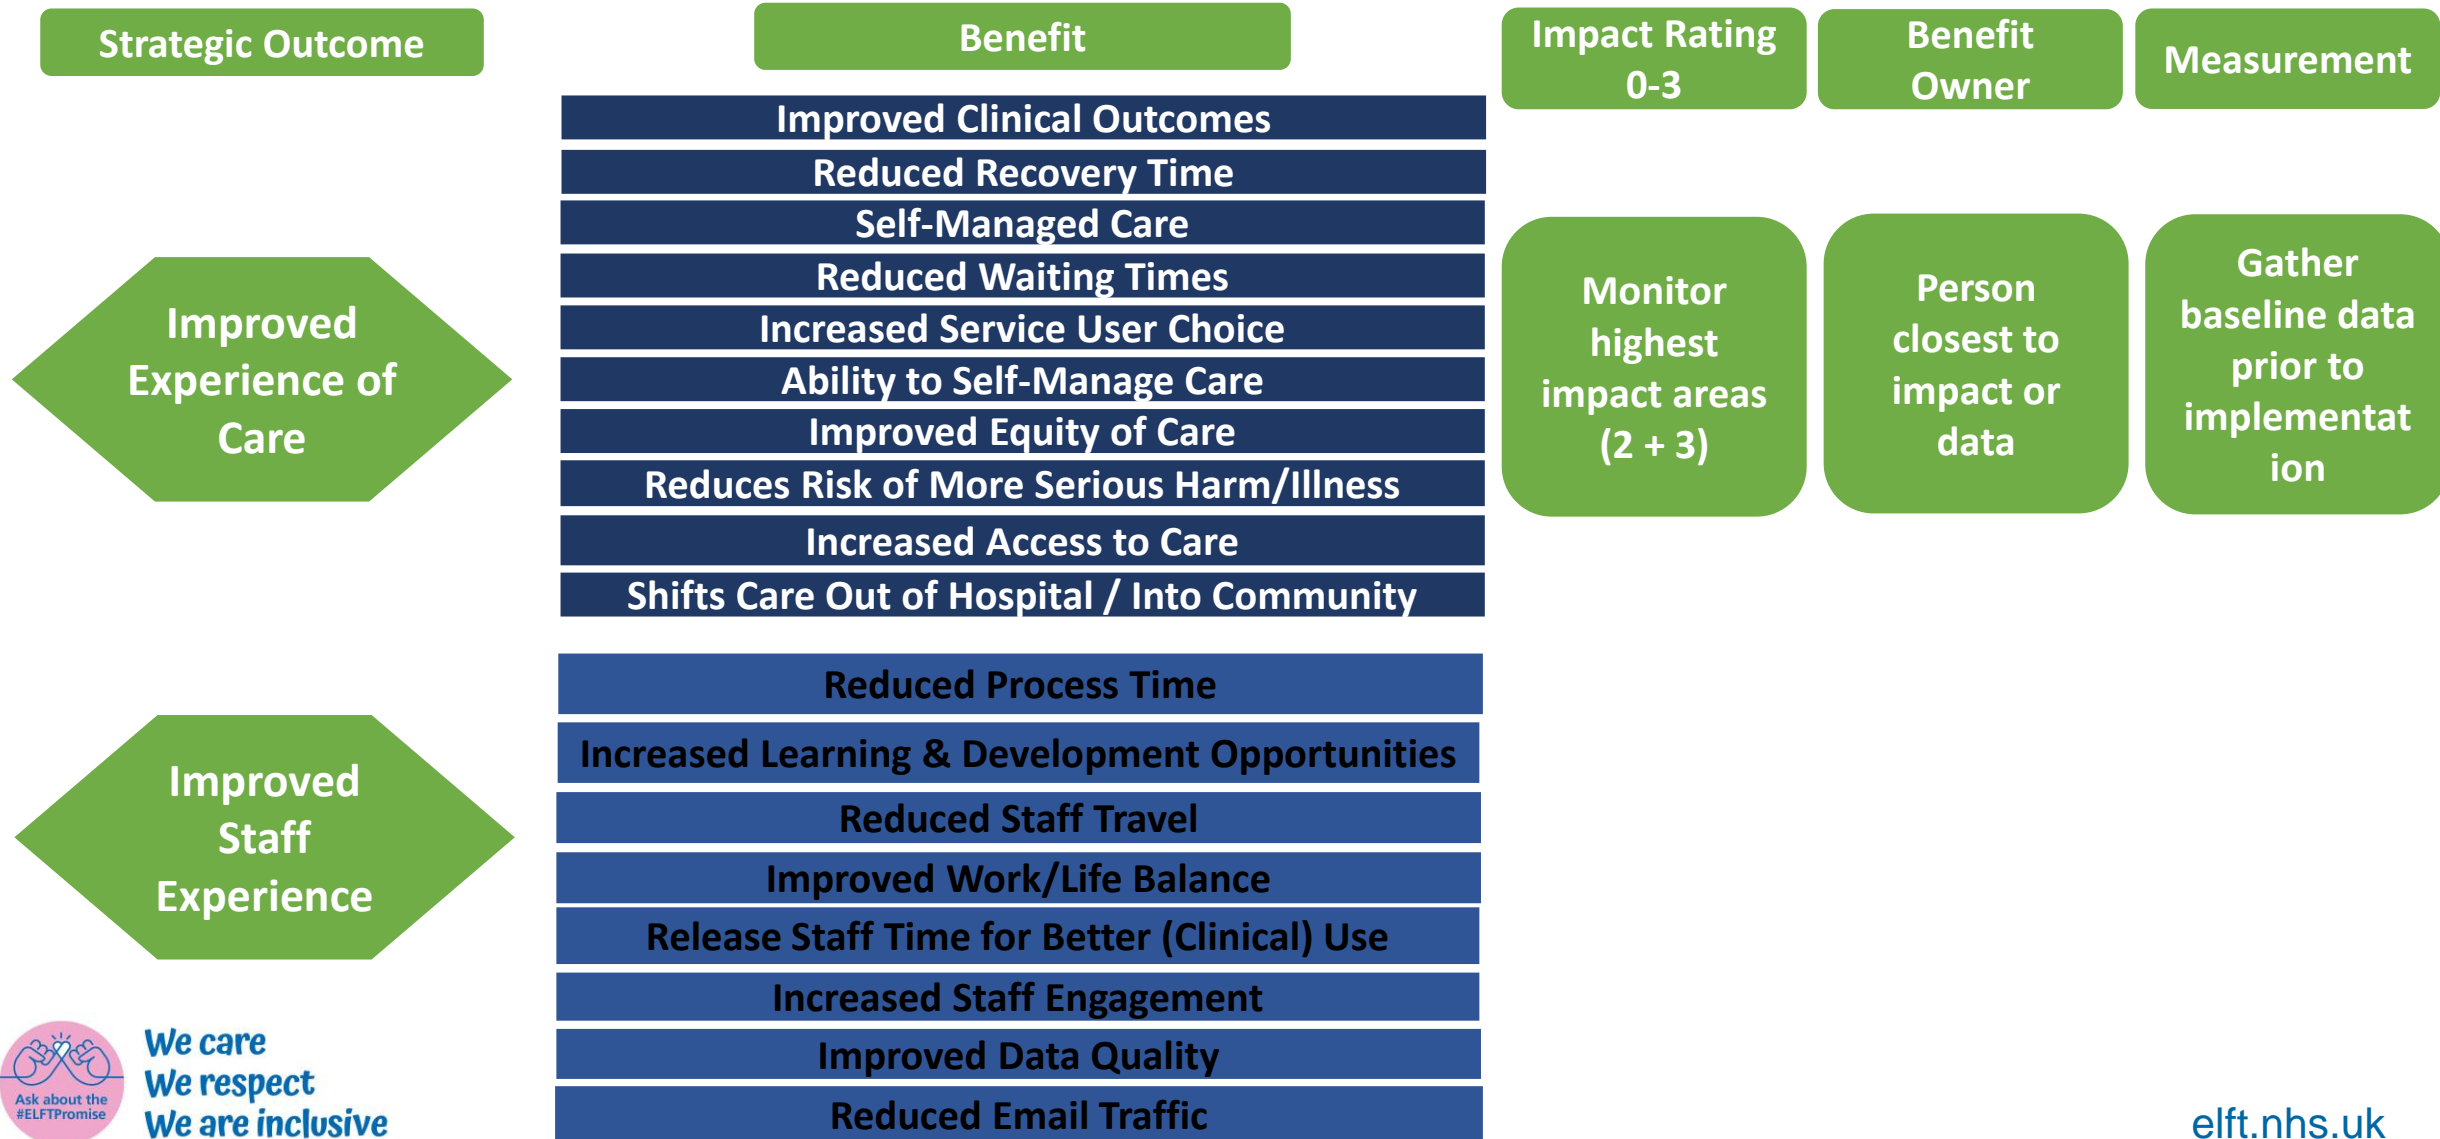 Strategic Outcome
Benefit
Impact Rating
0-3
Benefit
Owner
Measurement
Improved Clinical Outcomes
Reduced Recovery Time
Self-Managed Care
Reduced Waiting Times
Increased Service User Choice
Ability to Self-Manage Care
Improved Equity of Care
Reduces Risk of More Serious Harm/Illness
Increased Access to Care
Shifts Care Out of Hospital / Into Community
Improved
Experience of
Care
Monitor
highest
impact areas
(2 + 3)
Person
closest to
impact or
data
Gather
baseline data
prior to
implementat
ion
Improved
Staff
Experience
Reduced Process Time
Increased Learning & Development Opportunities
Reduced Staff Travel
Improved Work/Life Balance
Release Staff Time for Better (Clinical) Use
Increased Staff Engagement
Improved Data Quality
Reduced Email Traffic
Ask about the
#ELFTPromise
We care
We respect
We are inclusive
elft.nhs.uk